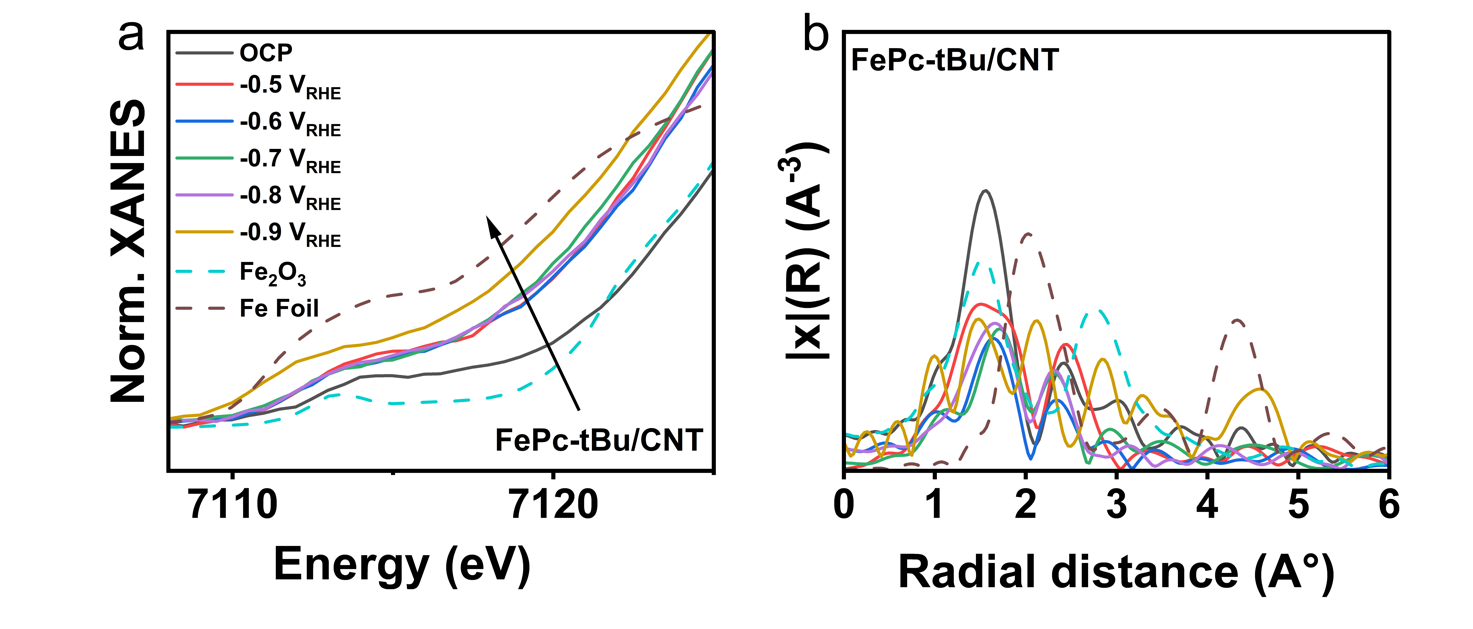 a
OCP
-0.5 VRHE
-0.6 VRHE
-0.7 VRHE
-0.8 VRHE
-0.9 VRHE
Fe2O3
Fe Foil
FePc-tBu/CNT
Norm. XANES
7110 7120
Energy (eV)
b
FePc-tBu/CNT
|x|(R) (A-3)
0 1 2 3 4 5 6
Radial distance (A°)